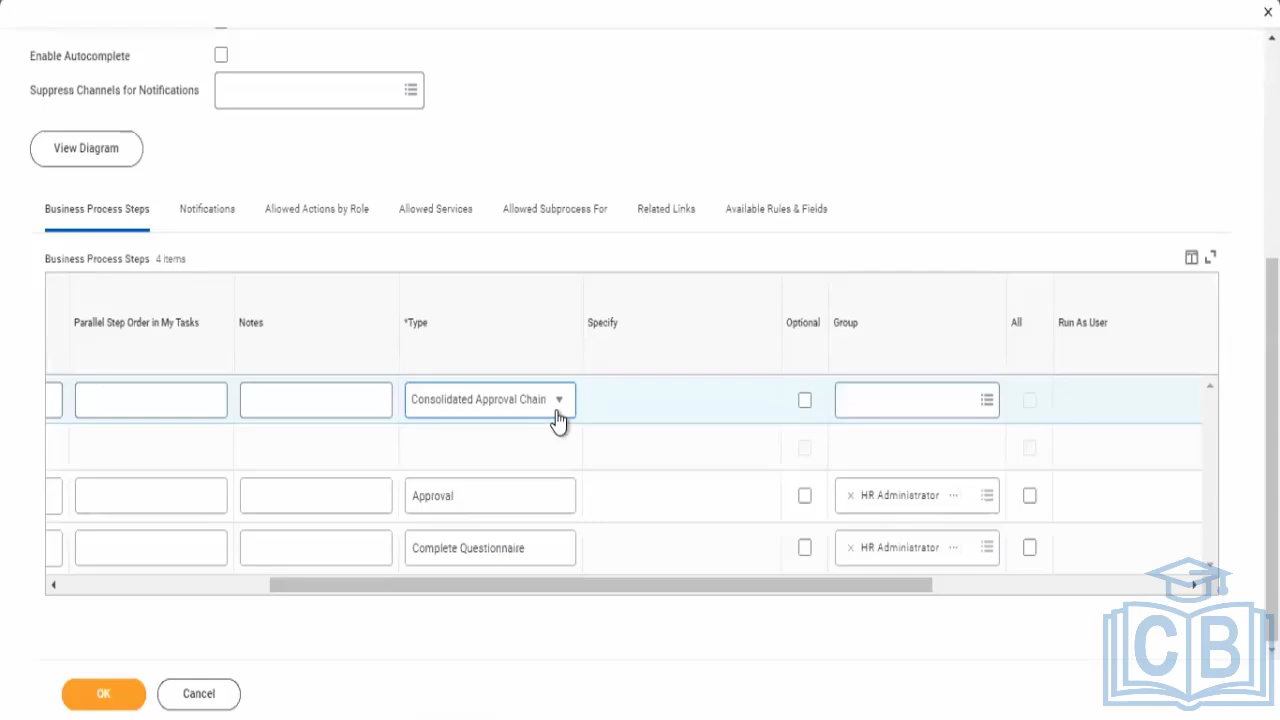 X
Enable Autocomplete
Suppress Channels for Notifications
View Diagram
Business Process Steps Notifications Allowed Actions by Role Allowed Services Allowed Subprocess For Related Links Available Rules & Fields
Business Process Steps 4 items
Parallel Step Order in My Tasks Notes *Type Specify Optional Group All Run As User
Consolidated Approval Chain
Approval × HR Administrator ...
Complete Questionnaire × HR Administrator ...
OK Cancel
CB